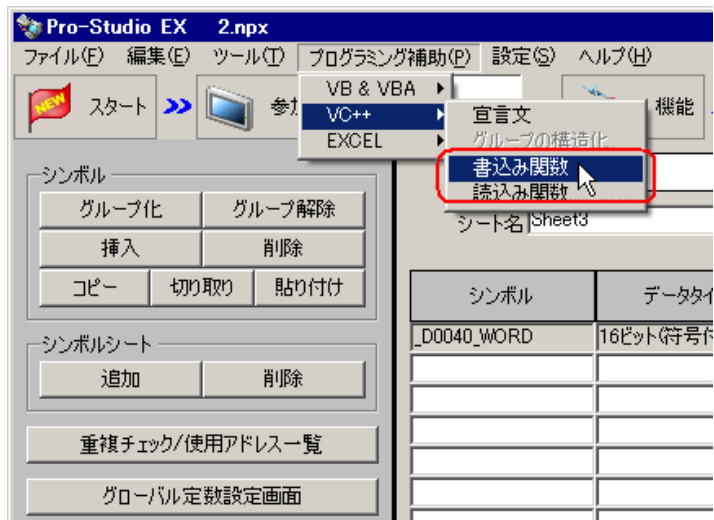 Pro-Studio EX 2.npx
ファイル(F) 編集(E) ツール(T) プログラミング補助(P) 設定(S) ヘルプ(H)
NEW スタート
機能
VB & VBA
VC++
EXCEL
宣言文
グループの構造化
書込み関数
読込み関数
シンボル
グループ化 グループ解除
挿入 削除
コピー 切り取り 貼り付け
シンボルシート
追加 削除
重複チェック/使用アドレス一覧
グローバル定数設定画面
シート名 Sheet3
シンボル データタイ
_D0040_WORD 16ビット(符号付